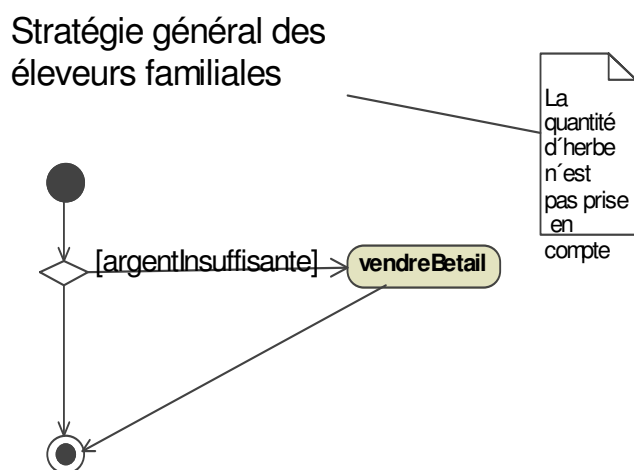 Stratégie général des
éleveurs familiales
La
quantité
d´herbe
n´est
pas prise
en
compte
[argentInsuffisante]
vendreBetail